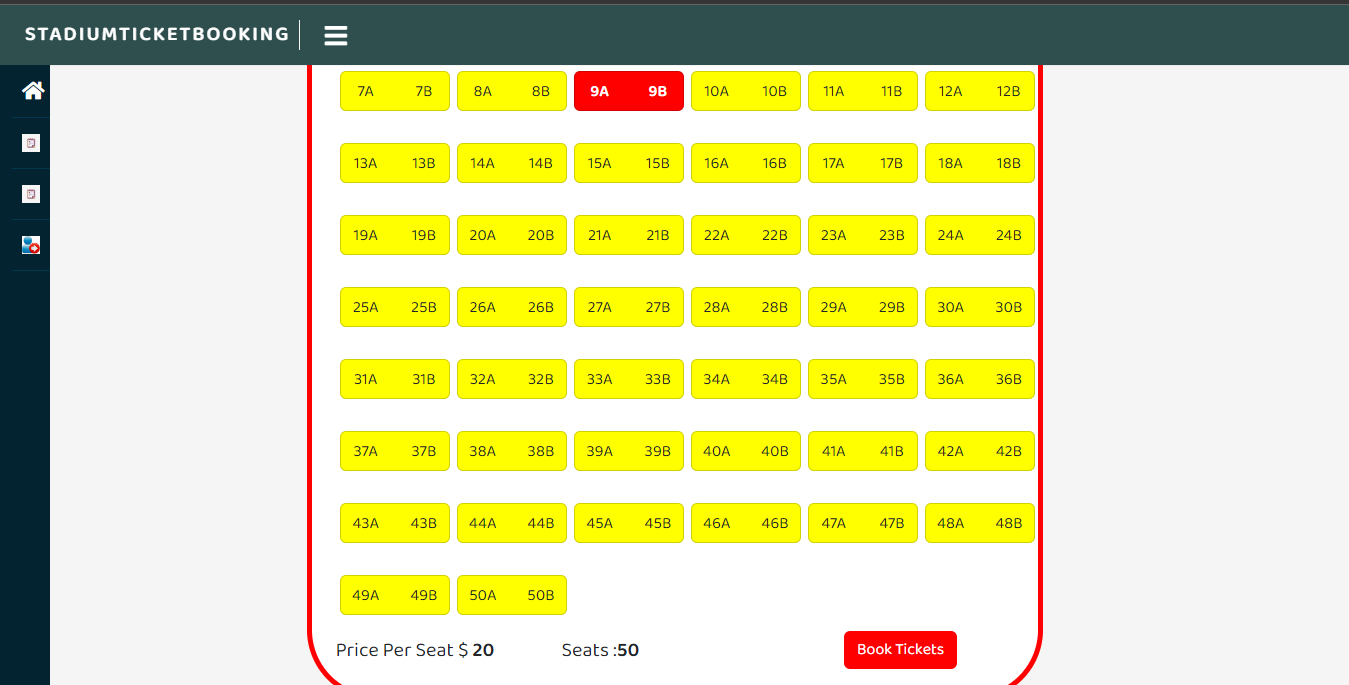 STADIUMTICKETBOOKING
7A 7B 8A 8B 9A 9B 10A 10B 11A 11B 12A 12B
13A 13B 14A 14B 15A 15B 16A 16B 17A 17B 18A 18B
19A 19B 20A 20B 21A 21B 22A 22B 23A 23B 24A 24B
25A 25B 26A 26B 27A 27B 28A 28B 29A 29B 30A 30B
31A 31B 32A 32B 33A 33B 34A 34B 35A 35B 36A 36B
37A 37B 38A 38B 39A 39B 40A 40B 41A 41B 42A 42B
43A 43B 44A 44B 45A 45B 46A 46B 47A 47B 48A 48B
49A 49B 50A 50B
Price Per Seat $ 20 Seats :50 Book Tickets